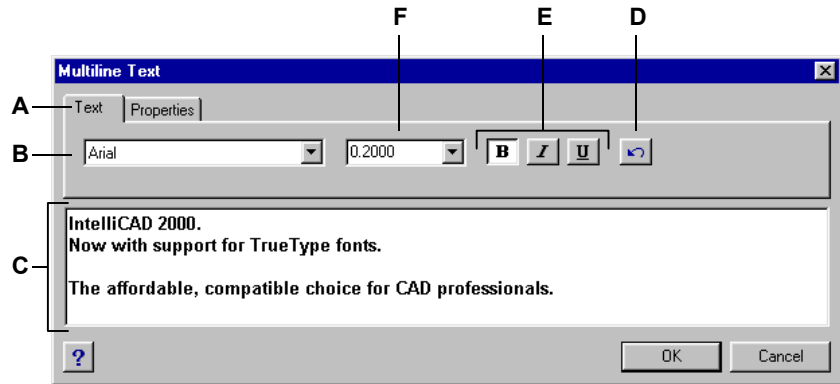 F E D
Multiline Text
A Text Properties
B Arial 0.2000 B I U
C
IntelliCAD 2000.
Now with support for TrueType fonts.
The affordable, compatible choice for CAD professionals.
? OK Cancel